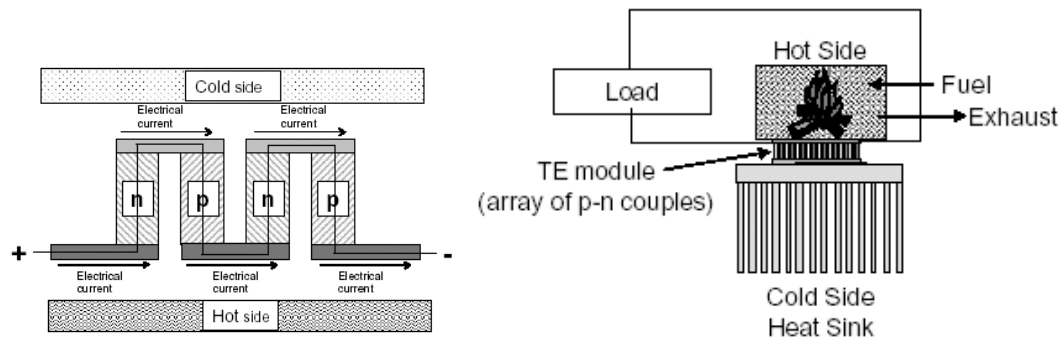 Cold side
Electrical
current
Electrical
current
n
p
n
p
+
-
Electrical
current
Electrical
current
Electrical
current
Hot side
Hot Side
Load
Fuel
Exhaust
TE module
(array of p-n couples)
Cold Side
Heat Sink